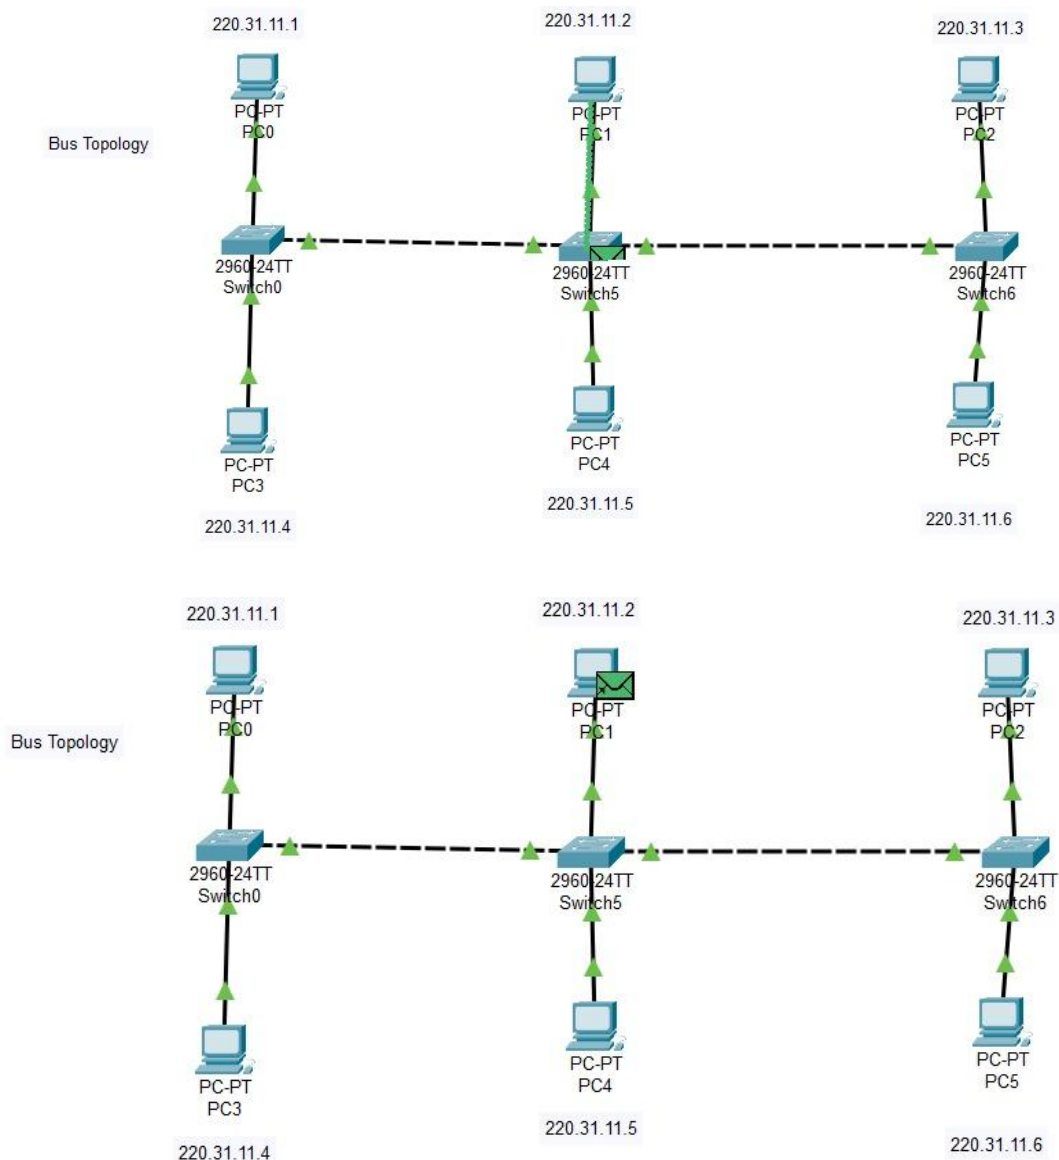 220.31.11.1
220.31.11.2
220.31.11.3
PC-PT
PC0
PC-PT
PC1
PC-PT
PC2
Bus Topology
2960-24TT
Switch0
2960-24TT
Switch5
2960-24TT
Switch6
PC-PT
PC3
PC-PT
PC4
PC-PT
PC5
220.31.11.4
220.31.11.5
220.31.11.6
220.31.11.1
220.31.11.2
220.31.11.3
PC-PT
PC0
PC-PT
PC1
PC-PT
PC2
Bus Topology
2960-24TT
Switch0
2960-24TT
Switch5
2960-24TT
Switch6
PC-PT
PC3
PC-PT
PC4
PC-PT
PC5
220.31.11.4
220.31.11.5
220.31.11.6